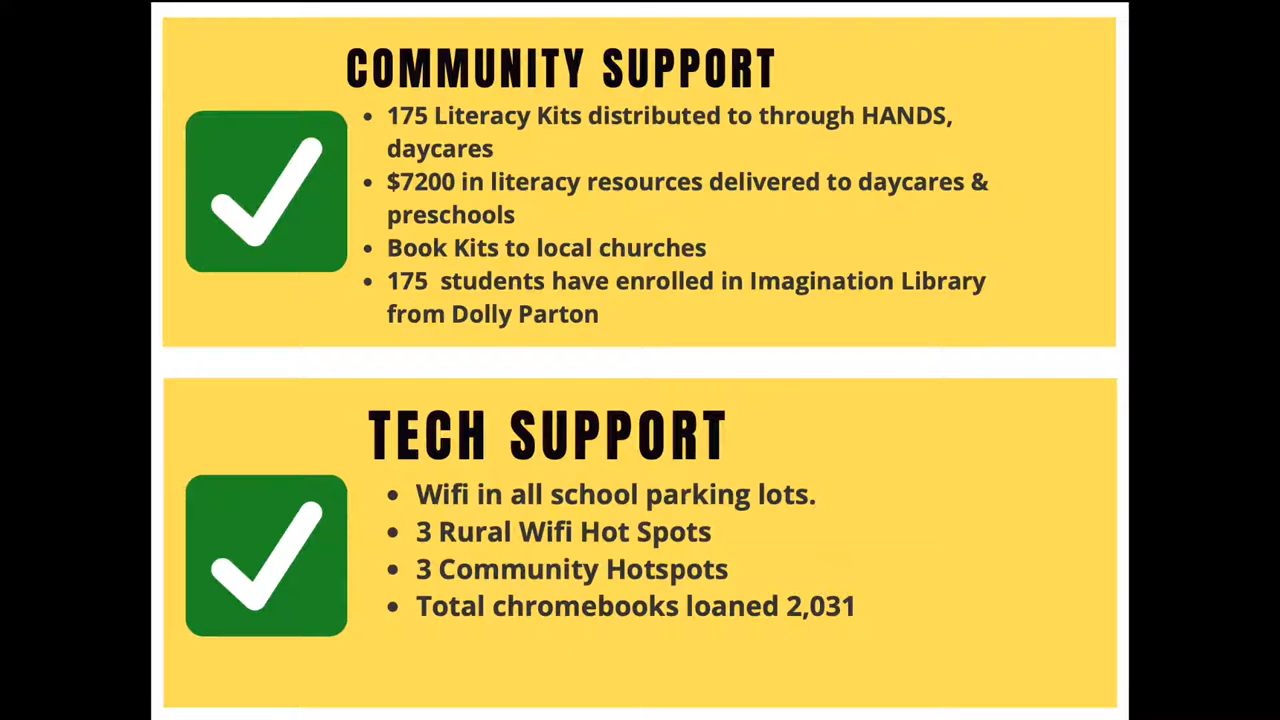 COMMUNITY SUPPORT
• 175 Literacy Kits distributed to through HANDS,
daycares
• $7200 in literacy resources delivered to daycares &
preschools
• Book Kits to local churches
• 175  students have enrolled in Imagination Library
from Dolly Parton
TECH SUPPORT
• Wifi in all school parking lots.
• 3 Rural Wifi Hot Spots
• 3 Community Hotspots
• Total chromebooks loaned 2,031